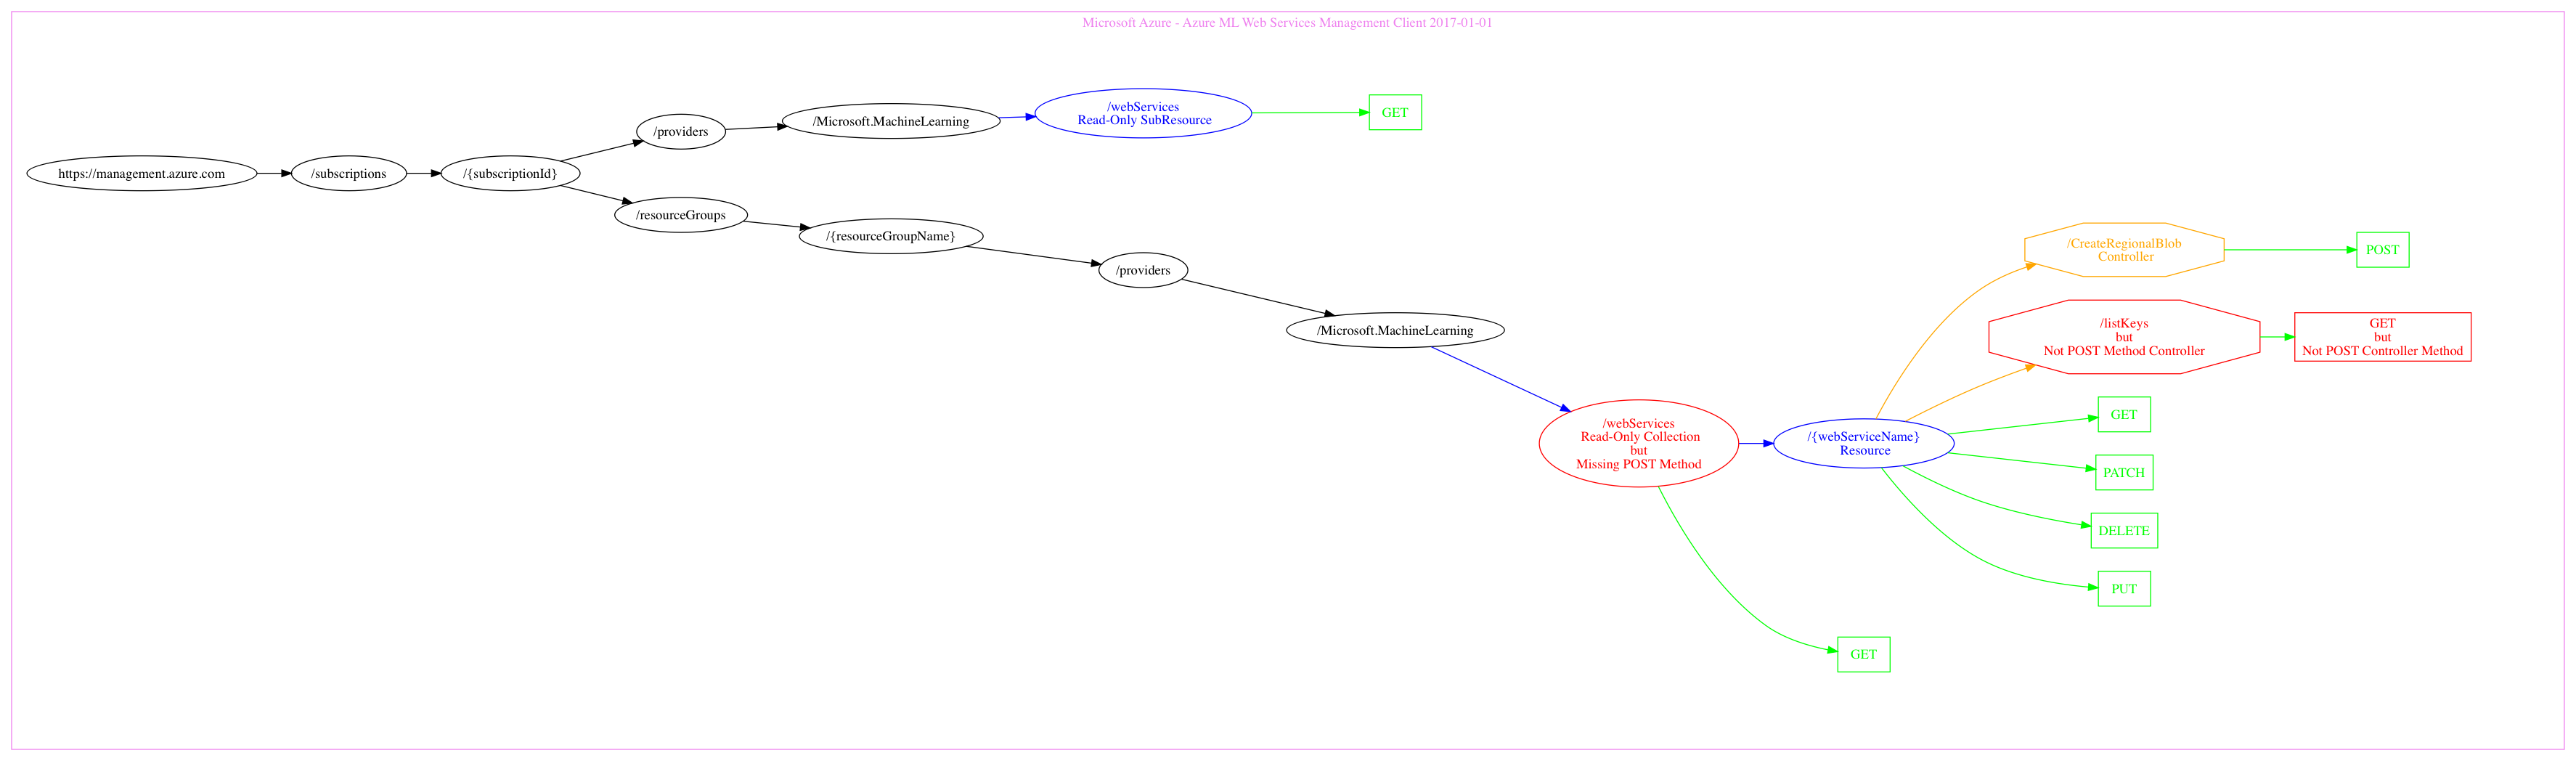 Microsoft Azure - Azure ML Web Services Management Client 2017-01-01
https://management.azure.com
/subscriptions
/{subscriptionId}
/providers
/Microsoft.MachineLearning
/webServices
Read-Only SubResource
GET
/resourceGroups
/{resourceGroupName}
/providers
/Microsoft.MachineLearning
/webServices
Read-Only Collection
but
Missing POST Method
/{webServiceName}
Resource
/CreateRegionalBlob
Controller
POST
/listKeys
but
Not POST Method Controller
GET
but
Not POST Controller Method
GET
PATCH
DELETE
PUT
GET